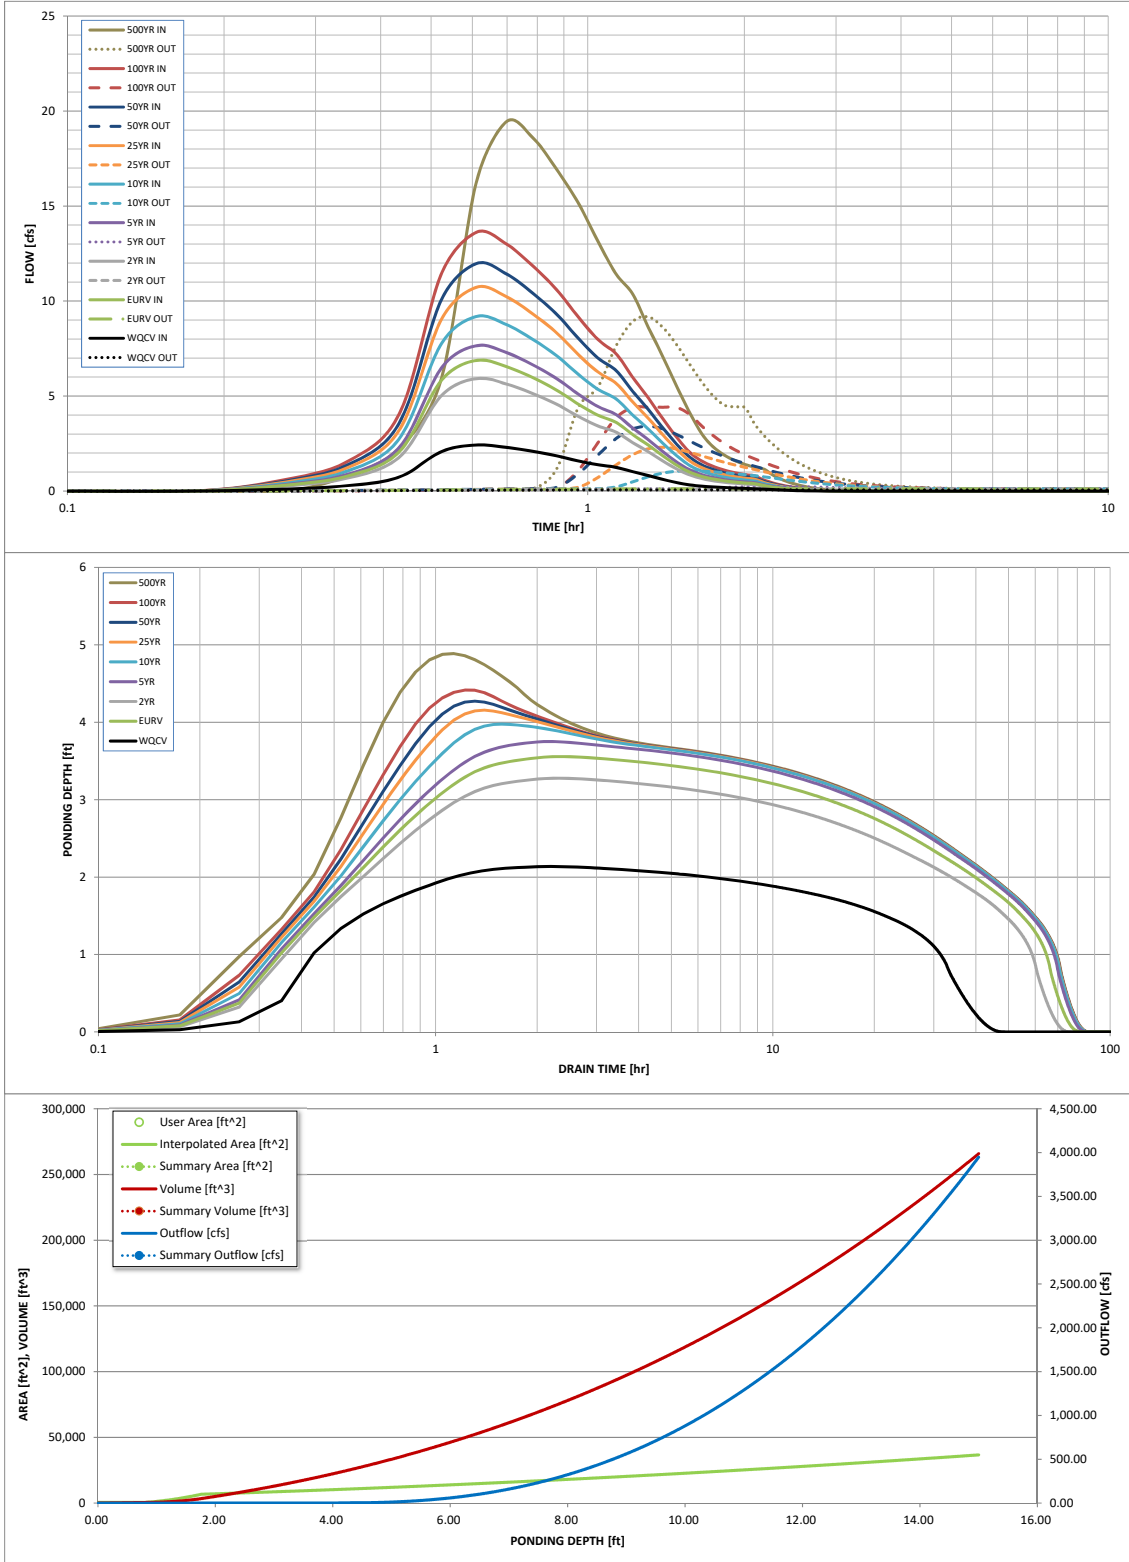 25
20
15
10
5
0
FLOW [cfs]
500YR IN
500YR OUT
100YR IN
100YR OUT
50YR IN
50YR OUT
25YR IN
25YR OUT
10YR IN
10YR OUT
5YR IN
5YR OUT
2YR IN
2YR OUT
EURV IN
EURV OUT
WQCV IN
WQCV OUT
0.1
1
10
TIME [hr]
6
5
4
3
2
1
0
PONDING DEPTH [ft]
500YR
100YR
50YR
25YR
10YR
5YR
2YR
EURV
WQCV
0.1
1
10
100
DRAIN TIME [hr]
300,000
250,000
200,000
150,000
100,000
50,000
0
AREA [ft^2], VOLUME [ft^3]
User Area [ft^2]
Interpolated Area [ft^2]
Summary Area [ft^2]
Volume [ft^3]
Summary Volume [ft^3]
Outflow [cfs]
Summary Outflow [cfs]
4,500.00
4,000.00
3,500.00
3,000.00
2,500.00
2,000.00
1,500.00
1,000.00
500.00
0.00
OUTFLOW [cfs]
0.00
2.00
4.00
6.00
8.00
10.00
12.00
14.00
16.00
PONDING DEPTH [ft]